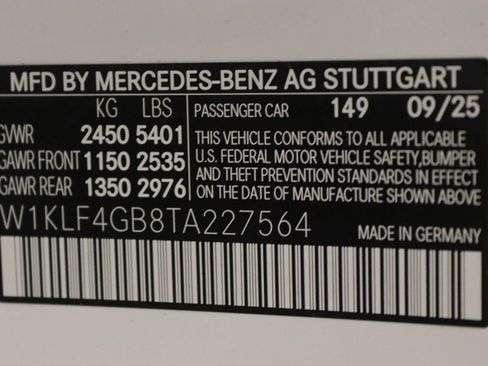 MFD BY MERCEDES-BENZ AG STUTTGART
KG LBS
PASSENGER CAR 149 09/25
GVWR 2450 5401
GAWR FRONT 1150 2535
GAWR REAR 1350 2976
THIS VEHICLE CONFORMS TO ALL APPLICABLE
U.S. FEDERAL MOTOR VEHICLE SAFETY,BUMPER
AND THEFT PREVENTION STANDARDS IN EFFECT
ON THE DATE OF MANUFACTURE SHOWN ABOVE
W1KLF4GB8TA227564
MADE IN GERMANY